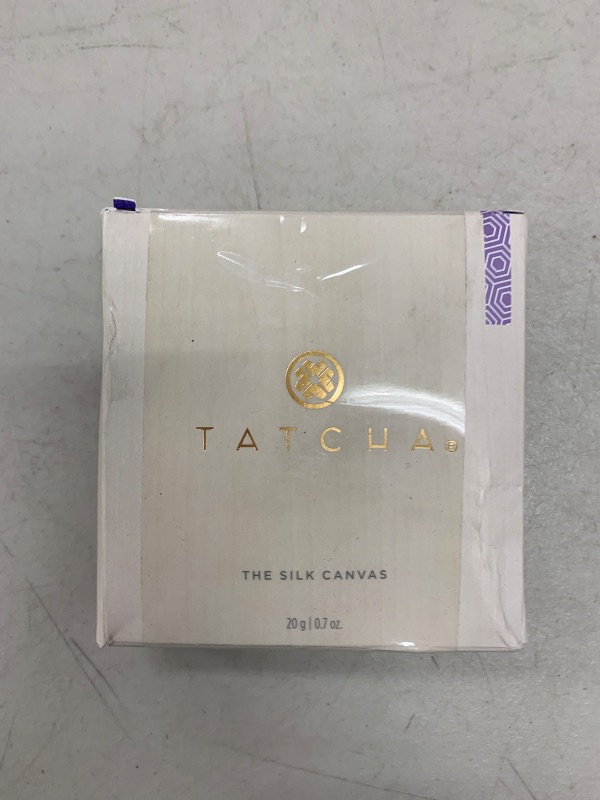 TATCHA®
THE SILK CANVAS
20 g | 0.7 oz.